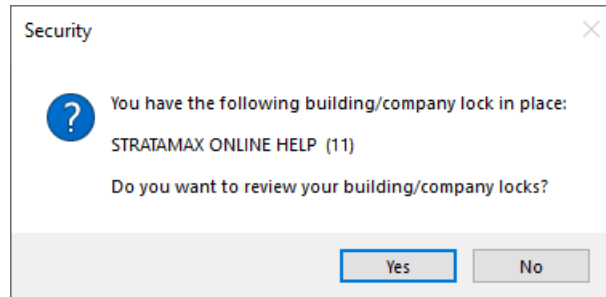 Security
You have the following building/company lock in place:
STRATAMAX ONLINE HELP (11)
Do you want to review your building/company locks?
Yes
No